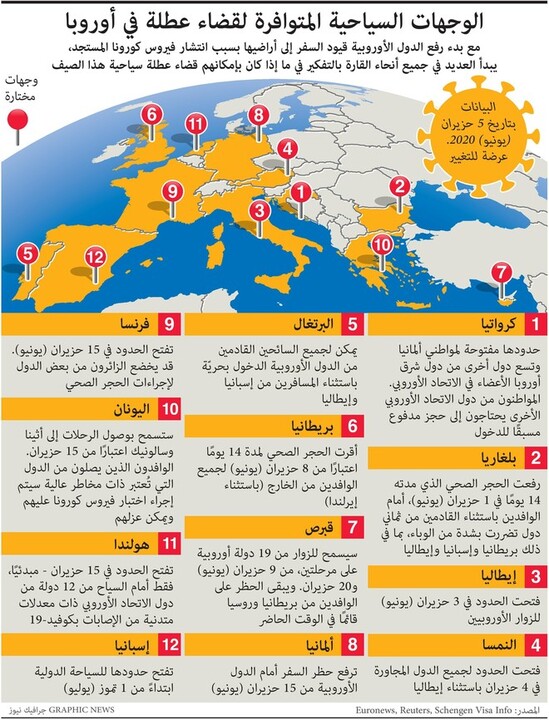 الوجهات السياحية المتوافرة لقضاء عطلة في أوروبا
مع بدء رفع الدول الأوروبية قيود السفر إلى أراضيها بسبب انتشار فيروس كورونا المستجد،
يبدأ العديد في جميع أنحاء القارة بالتفكير في ما إذا كان بإمكانهم قضاء عطلة سياحية هذا الصيف
وجهات
مختارة
البيانات
بتاريخ 5 حزيران
(يونيو) 2020.
عرضة للتغيير
6
11
8
4
9
1
2
3
5
12
10
7
1 كرواتيا
حدودها مفتوحة لمواطني ألمانيا
وتسع دول أخرى من دول شرق
أوروبا الأعضاء في الاتحاد الأوروبي.
المواطنون من دول الاتحاد الأوروبي
الأخرى يحتاجون إلى حجز مدفوع
مسبقًا للدخول
2 بلغاريا
رفعت الحجر الصحي الذي مدته
14 يومًا في 1 حزيران (يونيو)، أمام
الوافدين باستثناء القادمين من ثماني
دول تضررت بشدة من الوباء، بما في
ذلك بريطانيا وإسبانيا وإيطاليا
3 إيطاليا
فتحت الحدود في 3 حزيران (يونيو)
للزوار الأوروبيين
4 النمسا
فتحت الحدود لجميع الدول المجاورة
في 4 حزيران باستثناء إيطاليا
5 البرتغال
يمكن لجميع السائحين القادمين
من الدول الأوروبية الدخول بحريّة
باستثناء المسافرين من إسبانيا
وإيطاليا
6 بريطانيا
أقرت الحجر الصحي لمدة 14 يومًا
اعتبارًا من 8 حزيران (يونيو) لجميع
الوافدين من الخارج (باستثناء
إيرلندا)
7 قبرص
سيسمح للزوار من 19 دولة أوروبية
على مرحلتين، من 9 حزيران (يونيو)
و20 حزيران. ويبقى الحظر على
الوافدين من بريطانيا وروسيا
قائمًا في الوقت الحاضر
8 ألمانيا
ترفع حظر السفر أمام الدول
الأوروبية من 15 حزيران (يونيو)
9 فرنسا
تفتح الحدود في 15 حزيران (يونيو).
قد يخضع الزائرون من بعض الدول
لإجراءات الحجر الصحي
10 اليونان
ستسمح بوصول الرحلات إلى أثينا
وسالونيك اعتبارًا من 15 حزيران.
الوافدون الذين يصلون من الدول
التي تُعتبر ذات مخاطر عالية سيتم
إجراء اختبار فيروس كورونا عليهم
ويمكن عزلهم
11 هولندا
تفتح الحدود في 15 حزيران - مبدئيًا،
فقط أمام السياح من 12 دولة من
دول الاتحاد الأوروبي ذات معدلات
متدنية من الإصابات بكوفيد-19
12 إسبانيا
تفتح حدودها للسياحة الدولية
ابتداءً من 1 تموز (يوليو)
المصدر: Euronews, Reuters, Schengen Visa Info
GRAPHIC NEWS جرافيك نيوز